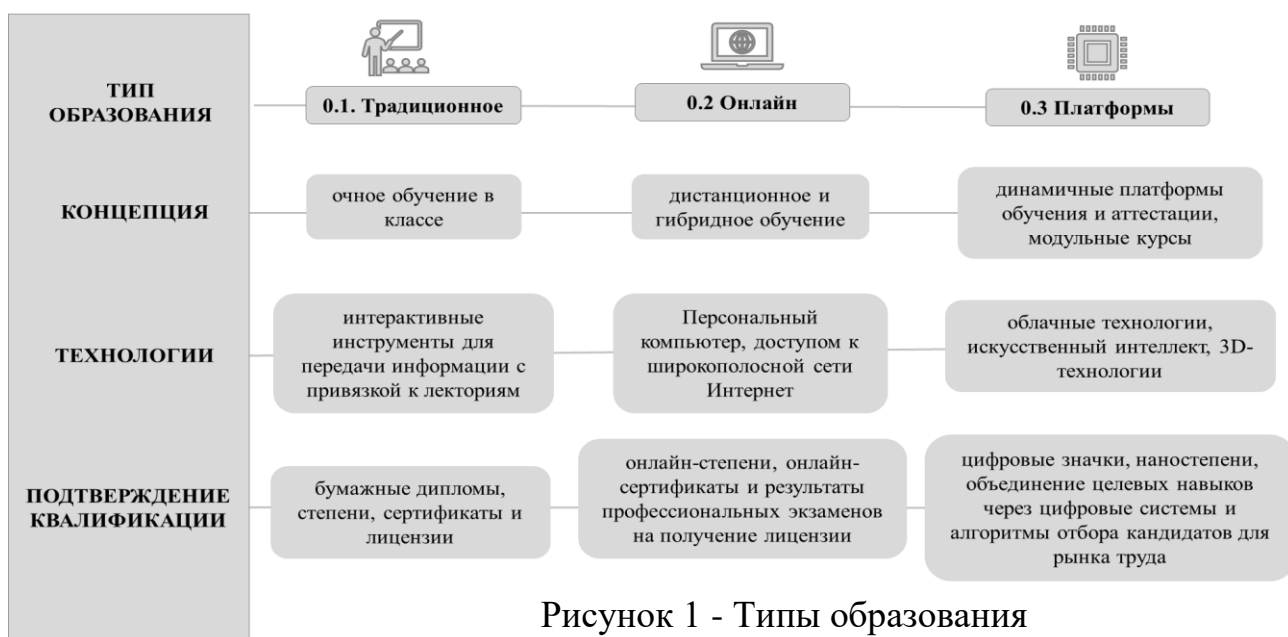 ТИП
ОБРАЗОВАНИЯ
0.1. Традиционное
0.2 Онлайн
0.3 Платформы
КОНЦЕПЦИЯ
очное обучение в
классе
дистанционное и
гибридное обучение
динамичные платформы
обучения и аттестации,
модульные курсы
ТЕХНОЛОГИИ
интерактивные
инструменты для
передачи информации с
привязкой к лекториям
Персональный
компьютер, доступом к
широкополосной сети
Интернет
облачные технологии,
искусственный интеллект, 3D-
технологии
ПОДТВЕРЖДЕНИЕ
КВАЛИФИКАЦИИ
бумажные дипломы,
степени, сертификаты и
лицензии
онлайн-степени, онлайн-
сертификаты и результаты
профессиональных экзаменов
на получение лицензии
цифровые значки, наностепени,
объединение целевых навыков
через цифровые системы и
алгоритмы отбора кандидатов для
рынка труда
Рисунок 1 - Типы образования